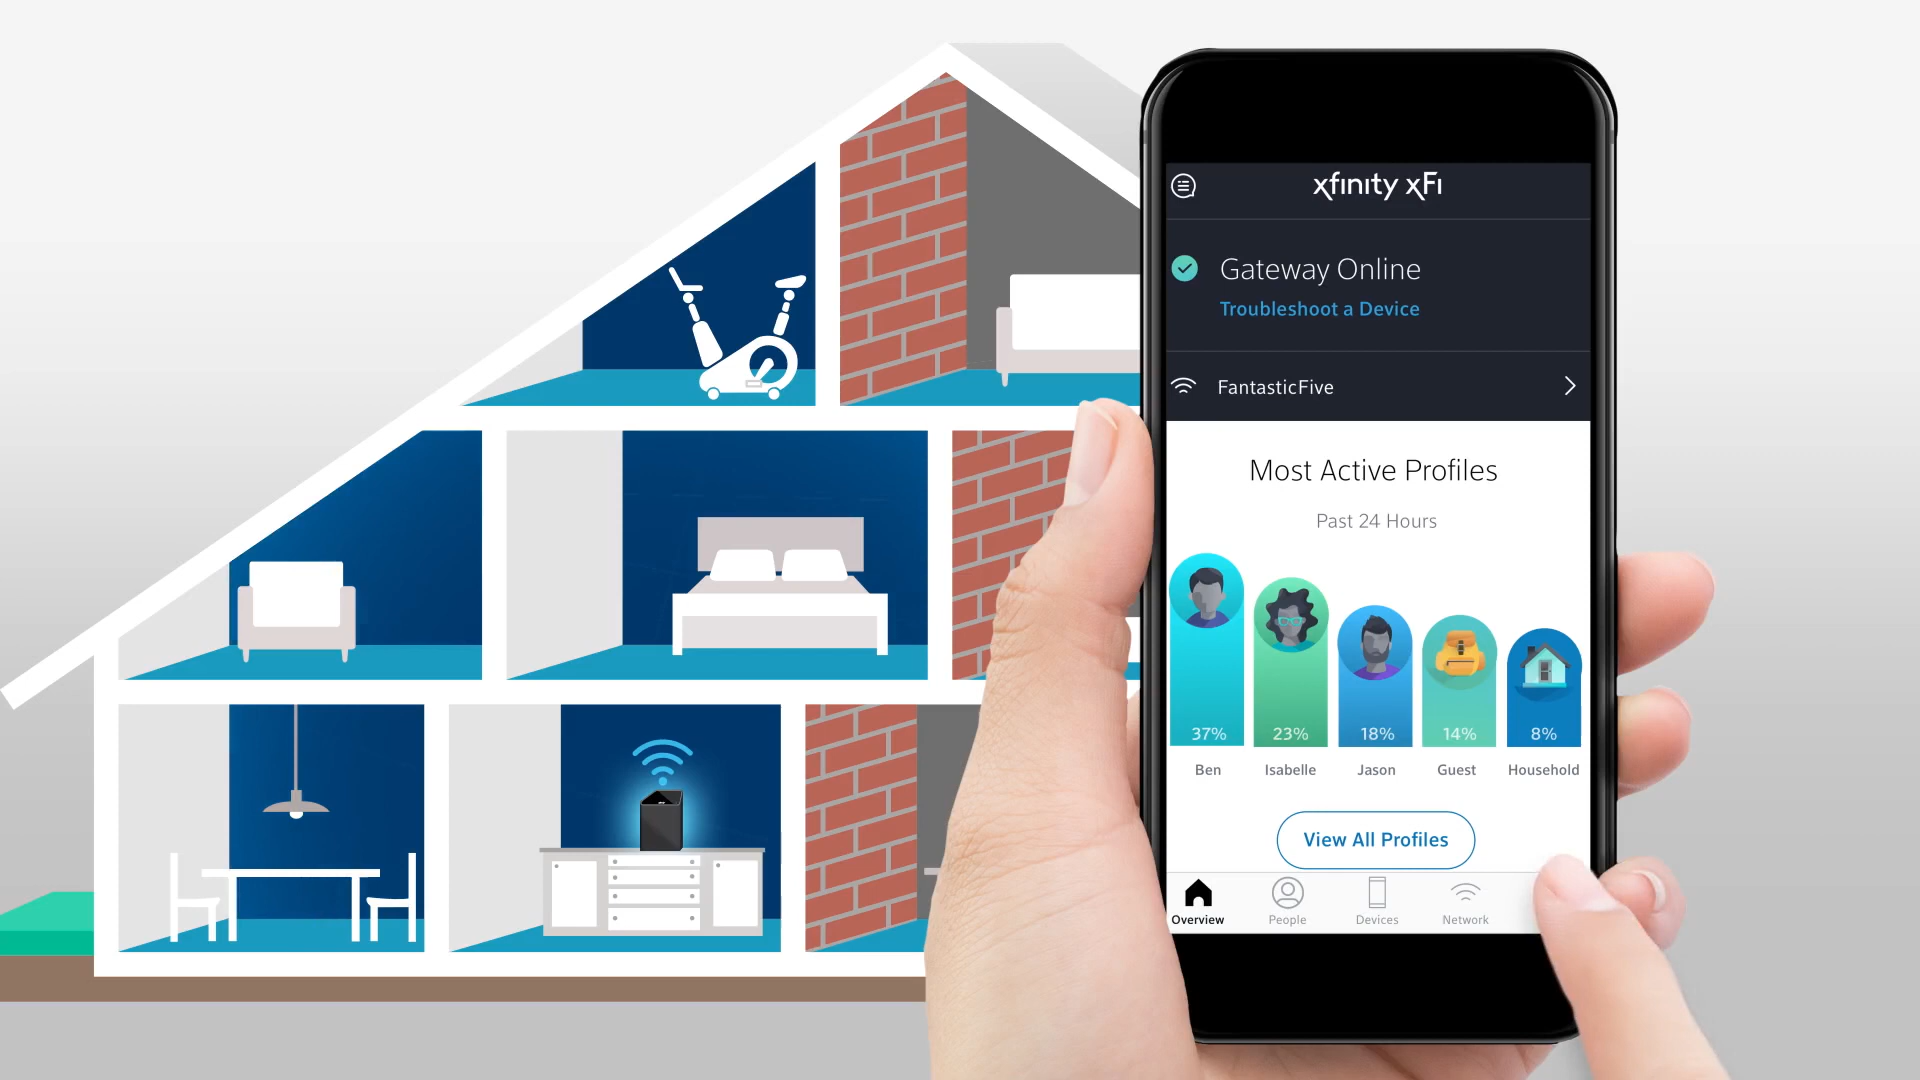 xfinity xFi
Gateway Online
Troubleshoot a Device
FantasticFive
Most Active Profiles
Past 24 Hours
37% 23% 18% 14% 8%
Ben Isabelle Jason Guest Household
View All Profiles
Overview People Devices Network